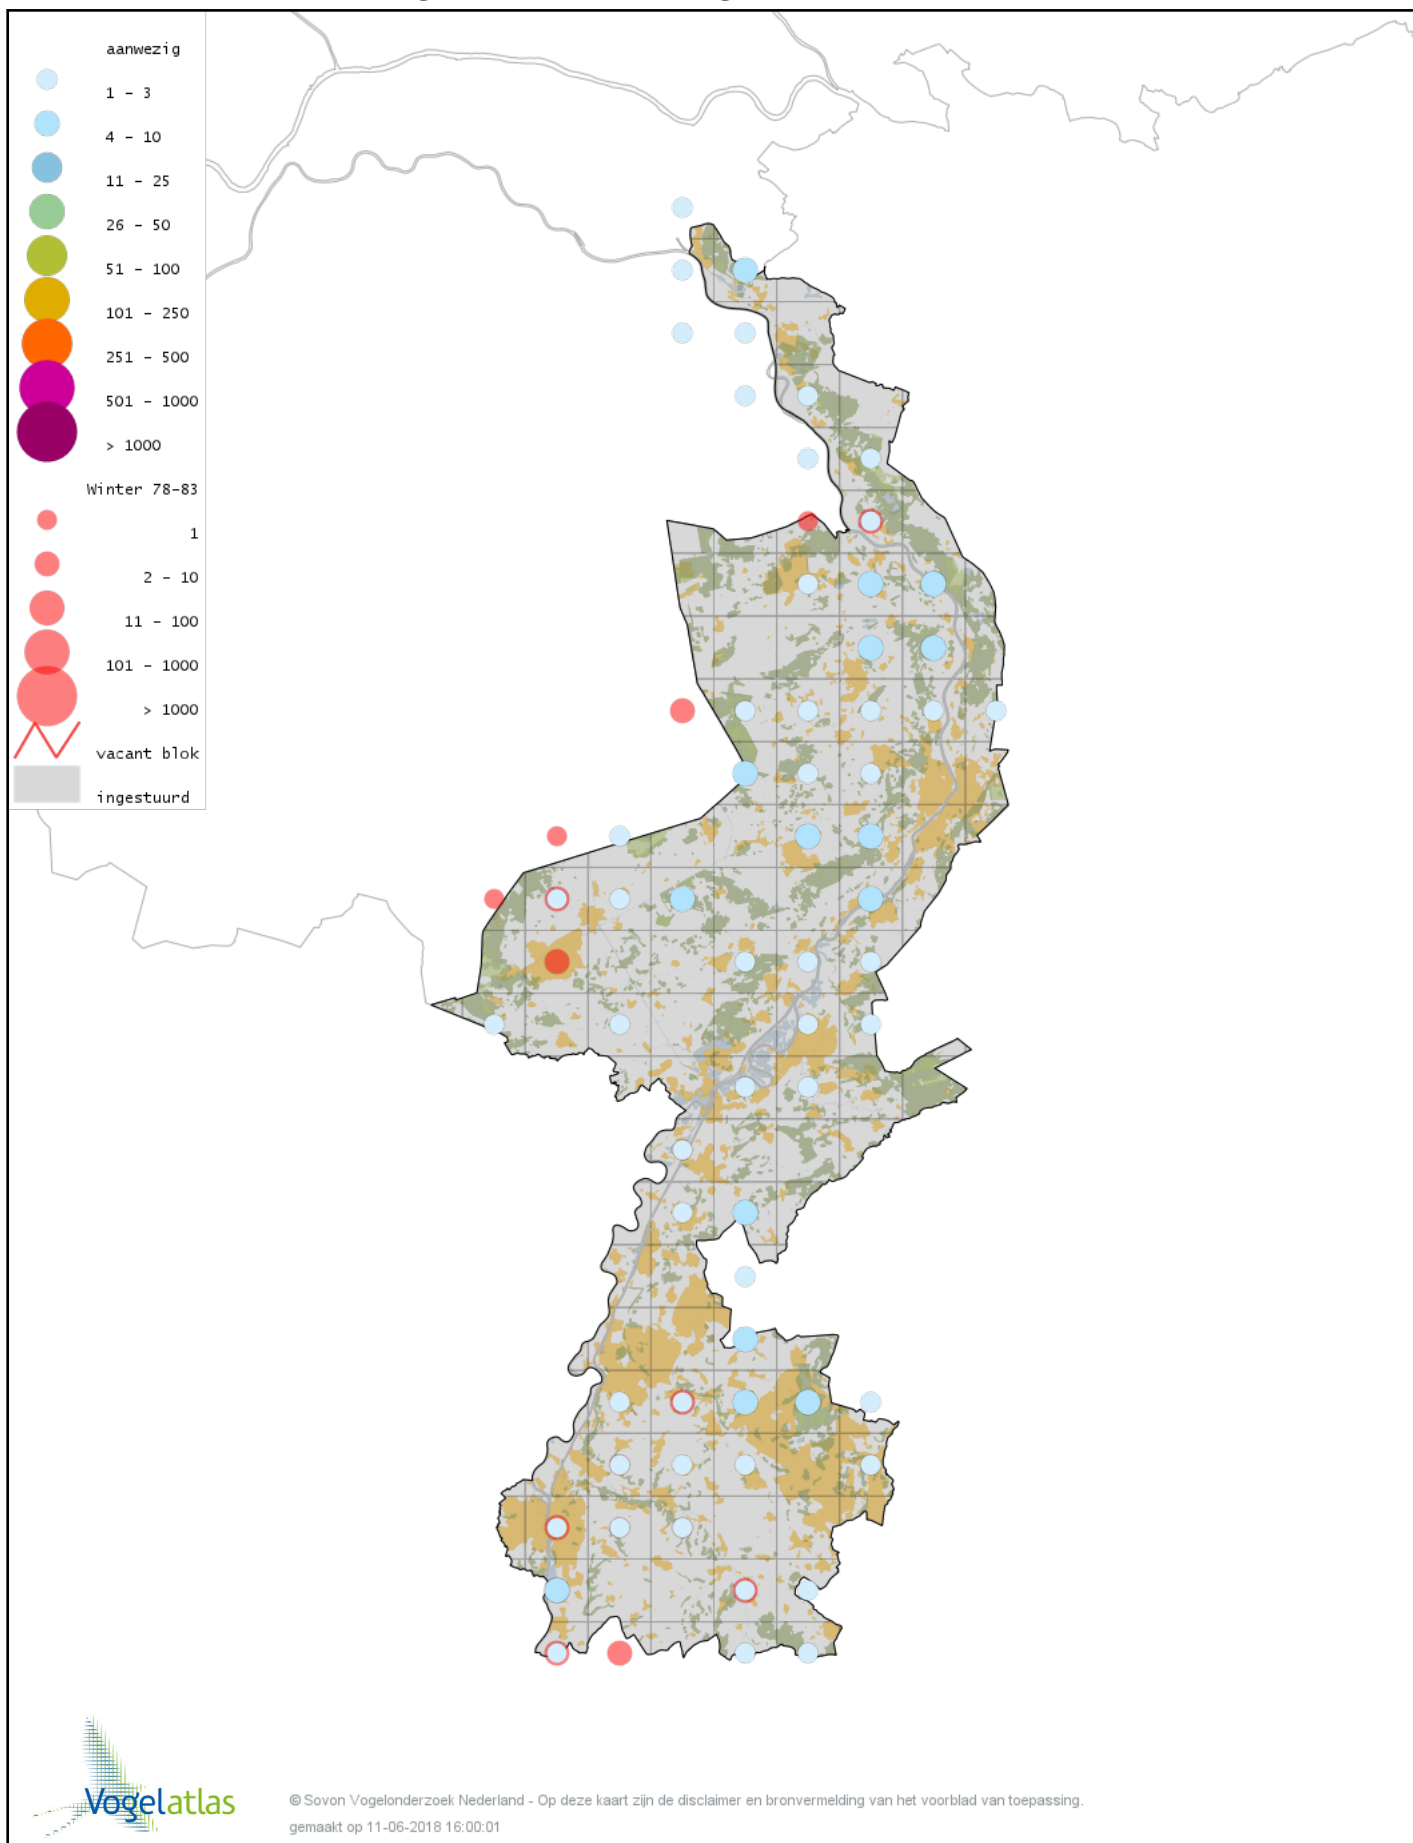 aanwezig
1 - 3
4 - 10
11 - 25
26 - 50
51 - 100
101 - 250
251 - 500
501 - 1000
> 1000
Winter 78-83
1
2 - 10
11 - 100
101 - 1000
> 1000
vacant blok
ingestuurd
Vogelatlas
© Sovon Vogelonderzoek Nederland - Op deze kaart zijn de disclaimer en bronvermelding van het voorblad van toepassing.
gemaakt op 11-06-2018 16:00:01